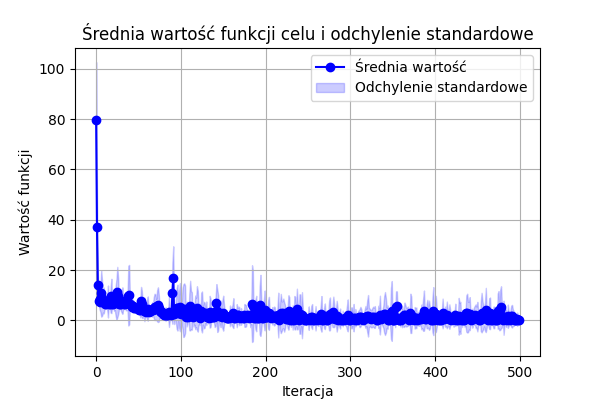 Średnia wartość funkcji celu i odchylenie standardowe
Średnia wartość
Odchylenie standardowe
Wartość funkcji
100
80
60
40
20
0
0 100 200 300 400 500
Iteracja